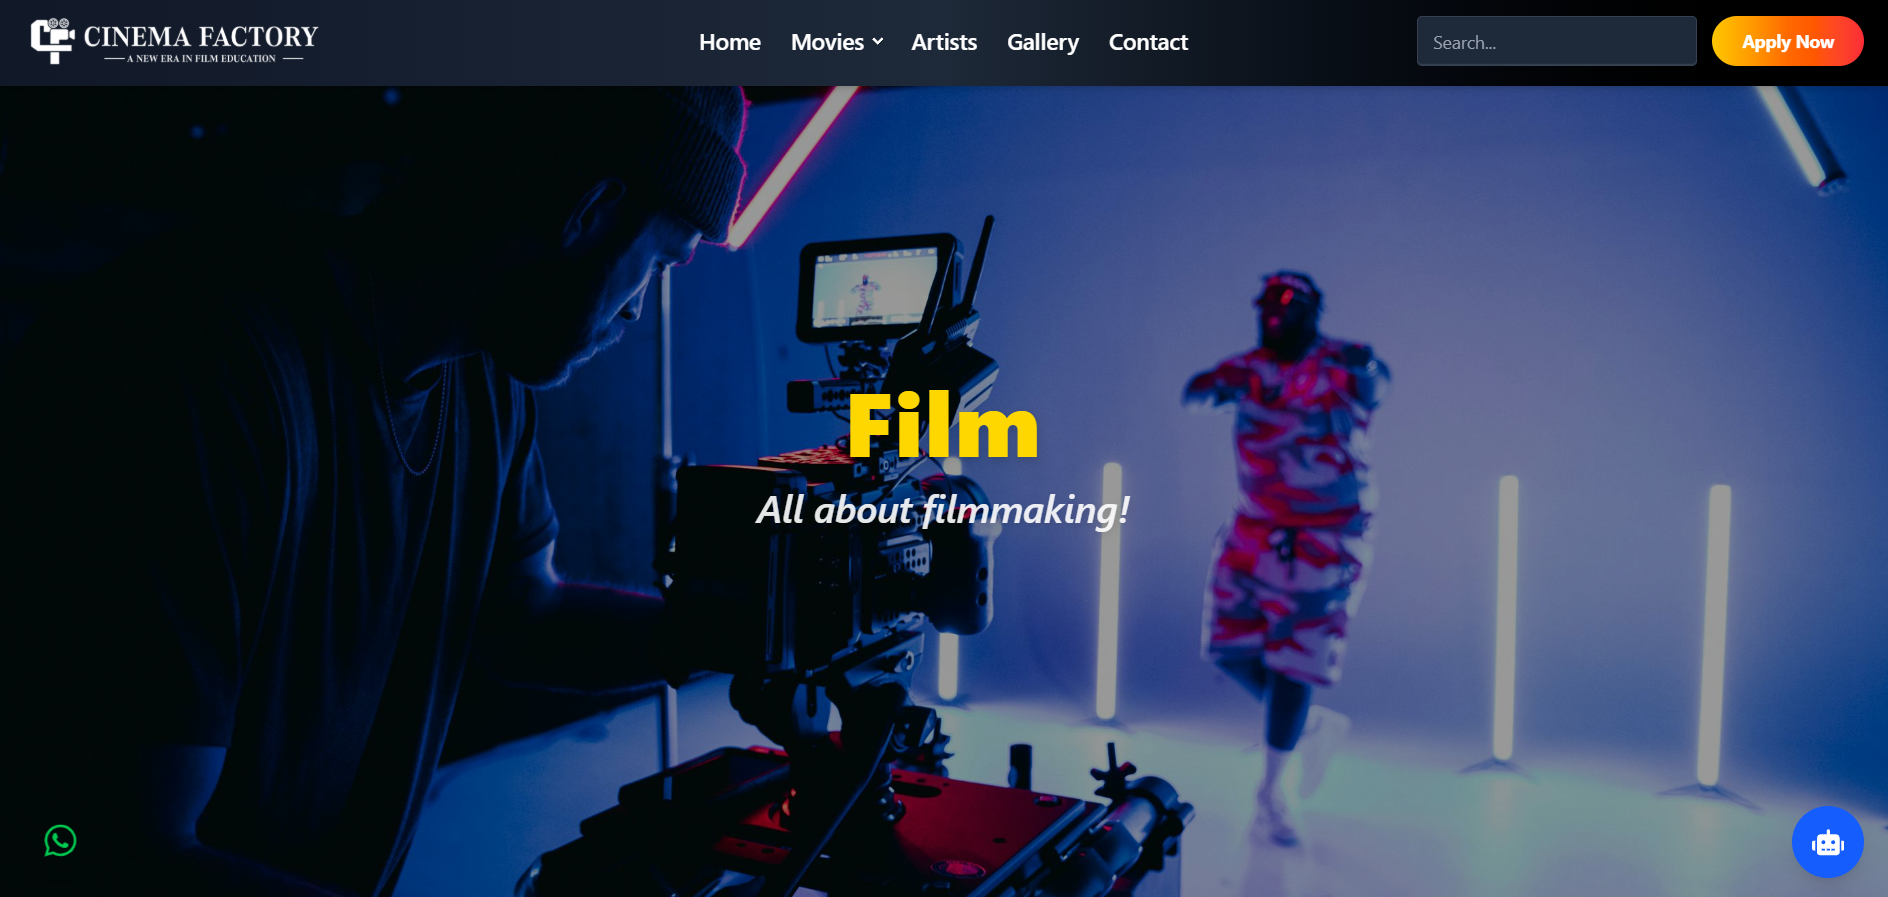 CINEMA FACTORY
A NEW ERA IN FILM EDUCATION
Home
Movies
Artists
Gallery
Contact
Search...
Apply Now
Film
All about filmmaking!